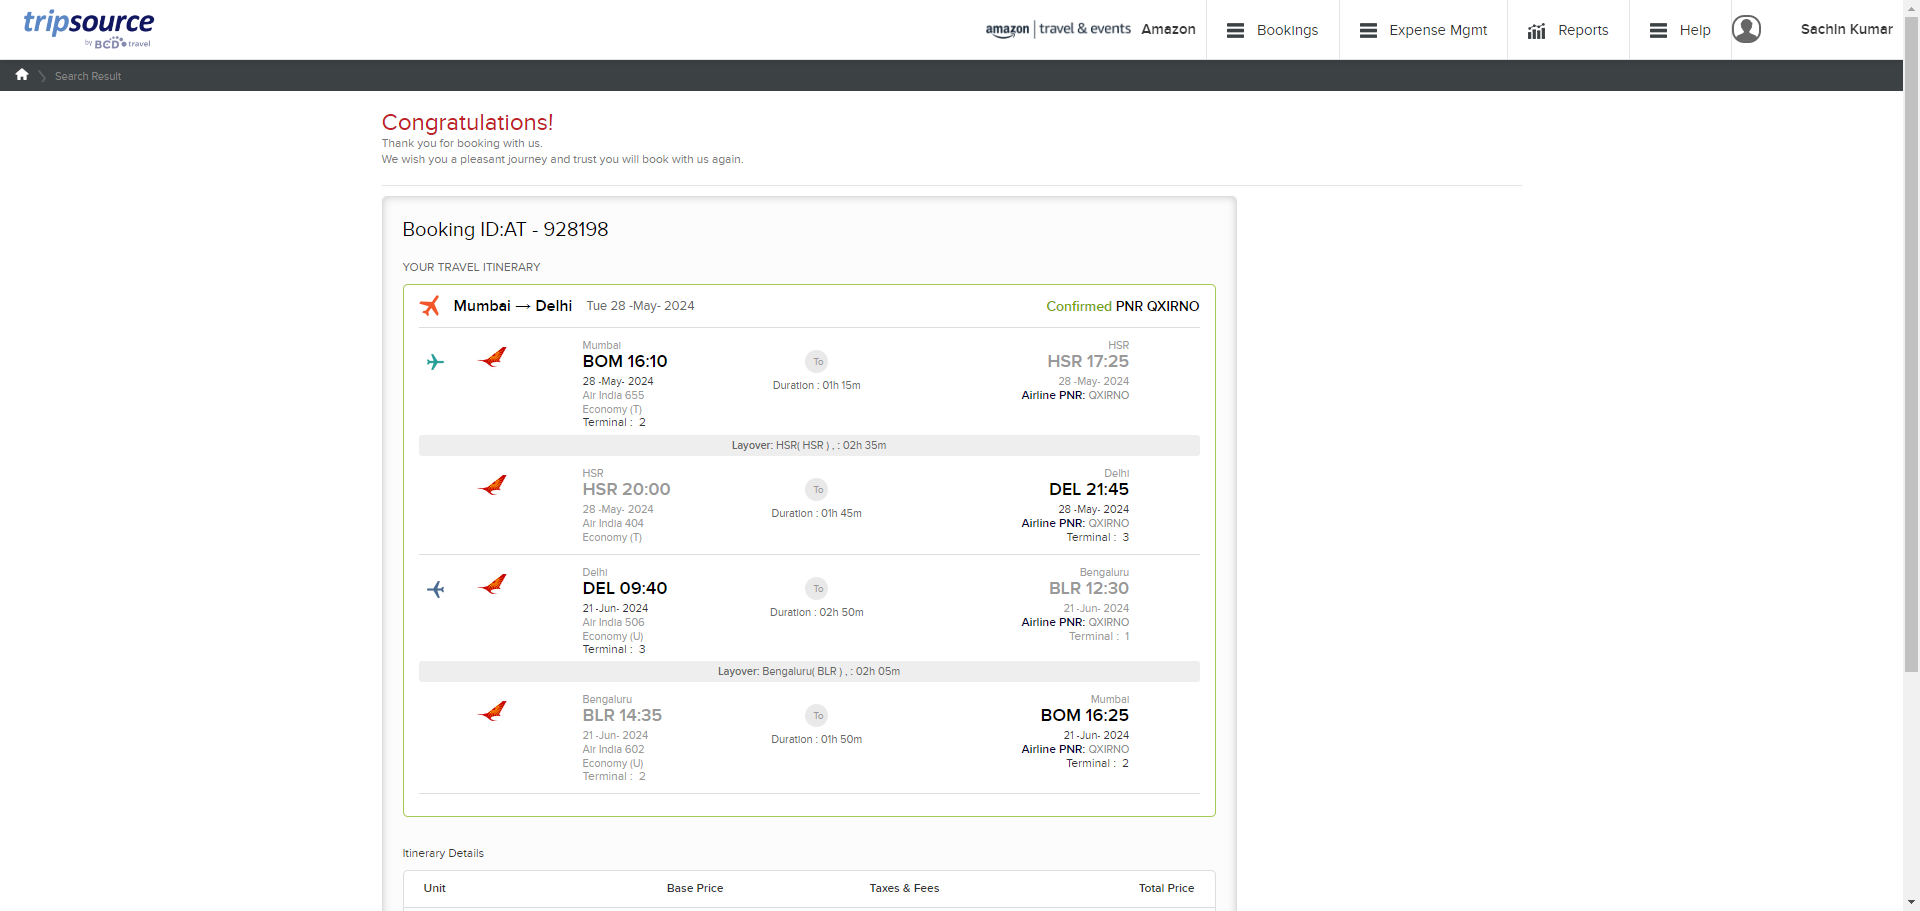 tripsource
by BCD travel
amazon | travel & events Amazon
Bookings
Expense Mgmt
Reports
Help
Sachin Kumar
Search Result
Congratulations!
Thank you for booking with us.
We wish you a pleasant journey and trust you will book with us again.
Booking ID:AT - 928198
YOUR TRAVEL ITINERARY
Mumbai → Delhi Tue 28 -May- 2024 Confirmed PNR QXIRNO
Mumbai HSR
BOM 16:10 To HSR 17:25
28 -May- 2024 Duration : 01h 15m 28 -May- 2024
Air India 655 Airline PNR: QXIRNO
Economy (T)
Terminal : 2
Layover: HSR( HSR ) , : 02h 35m
HSR Delhi
HSR 20:00 To DEL 21:45
28 -May- 2024 Duration : 01h 45m 28 -May- 2024
Air India 404 Airline PNR: QXIRNO
Economy (T) Terminal : 3
Delhi Bengaluru
DEL 09:40 To BLR 12:30
21 -Jun- 2024 Duration : 02h 50m 21 -Jun- 2024
Air India 506 Airline PNR: QXIRNO
Economy (U) Terminal : 1
Terminal : 3
Layover: Bengaluru( BLR ) , : 02h 05m
Bengaluru Mumbai
BLR 14:35 To BOM 16:25
21 -Jun- 2024 Duration : 01h 50m 21 -Jun- 2024
Air India 602 Airline PNR: QXIRNO
Economy (U) Terminal : 2
Terminal : 2
Itinerary Details
Unit Base Price Taxes & Fees Total Price